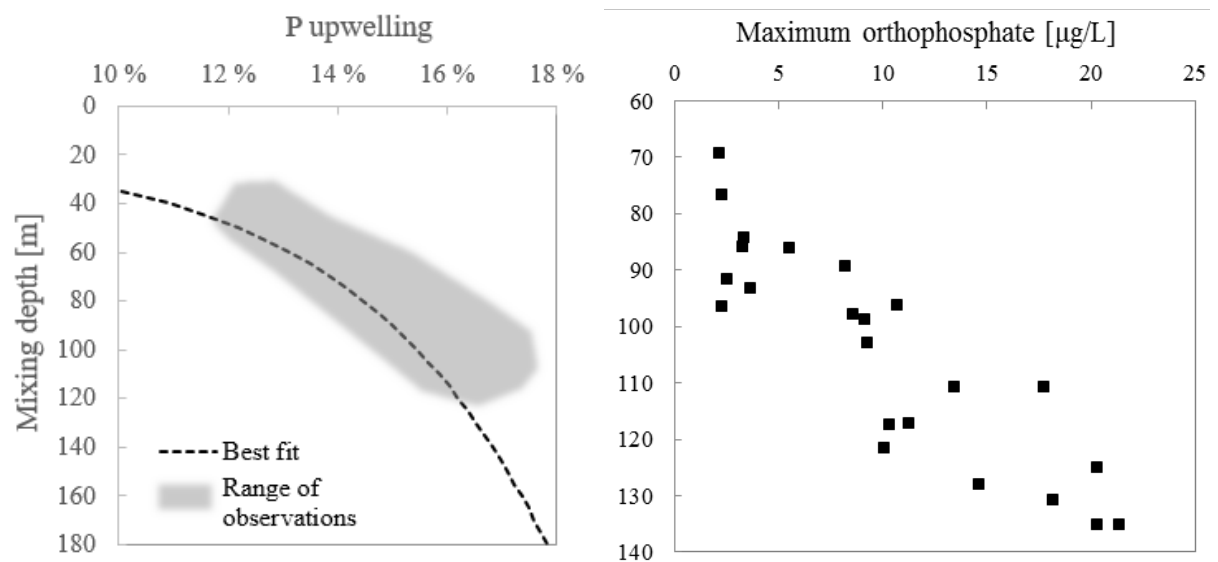 P upwelling
10 % 12 % 14 % 16 % 18 %
0
20
40
60
80
100
120
140
160
180
Mixing depth [m]
Best fit
Range of
observations
Maximum orthophosphate [µg/L]
0 5 10 15 20 25
60
70
80
90
100
110
120
130
140